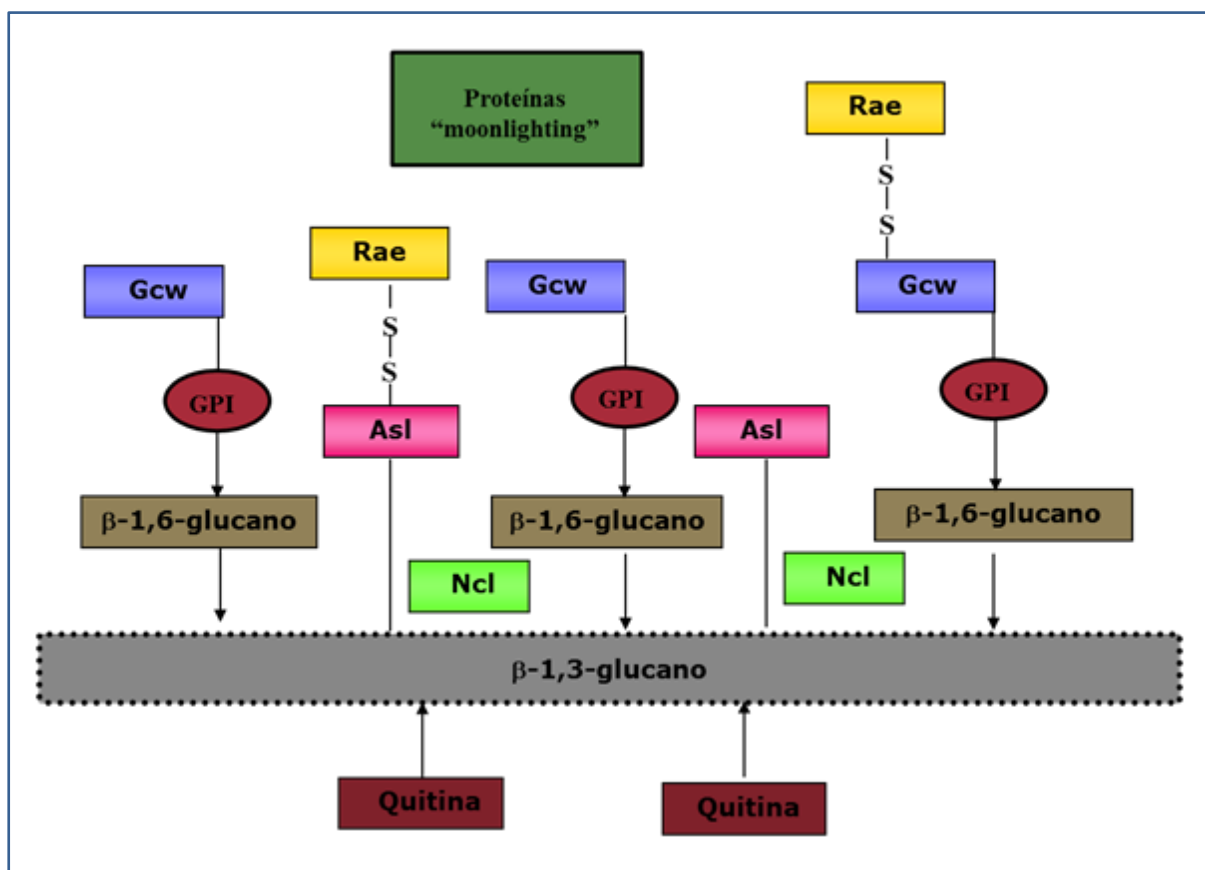 Proteínas
“moonlighting”
Rae
S
S
Rae
S
S
Gcw
Gcw
Gcw
GPI
GPI
GPI
Asl
Asl
β-1,6-glucano
β-1,6-glucano
β-1,6-glucano
Ncl
Ncl
β-1,3-glucano
Quitina
Quitina